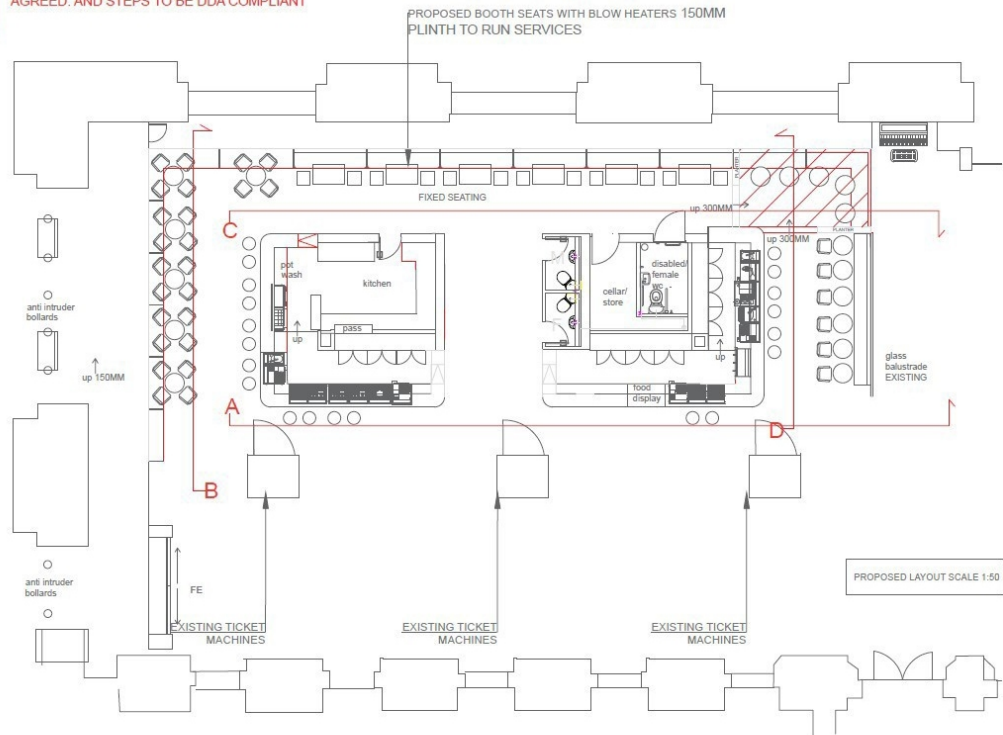 AGREED. AND STEPS TO BE DDA COMPLIANT
PROPOSED BOOTH SEATS WITH BLOW HEATERS 150MM
PLINTH TO RUN SERVICES
FIXED SEATING
PLANTER
up 300MM
C
PLANTER
up 300MM
pot
wash
kitchen
disabled/
female
wc
cellar/
store
M
F
anti intruder
bollards
up
pass
up
up 150MM
glass
balustrade
EXISTING
food
display
A
D
B
anti intruder
bollards
FE
PROPOSED LAYOUT SCALE 1:50
EXISTING TICKET
MACHINES
EXISTING TICKET
MACHINES
EXISTING TICKET
MACHINES